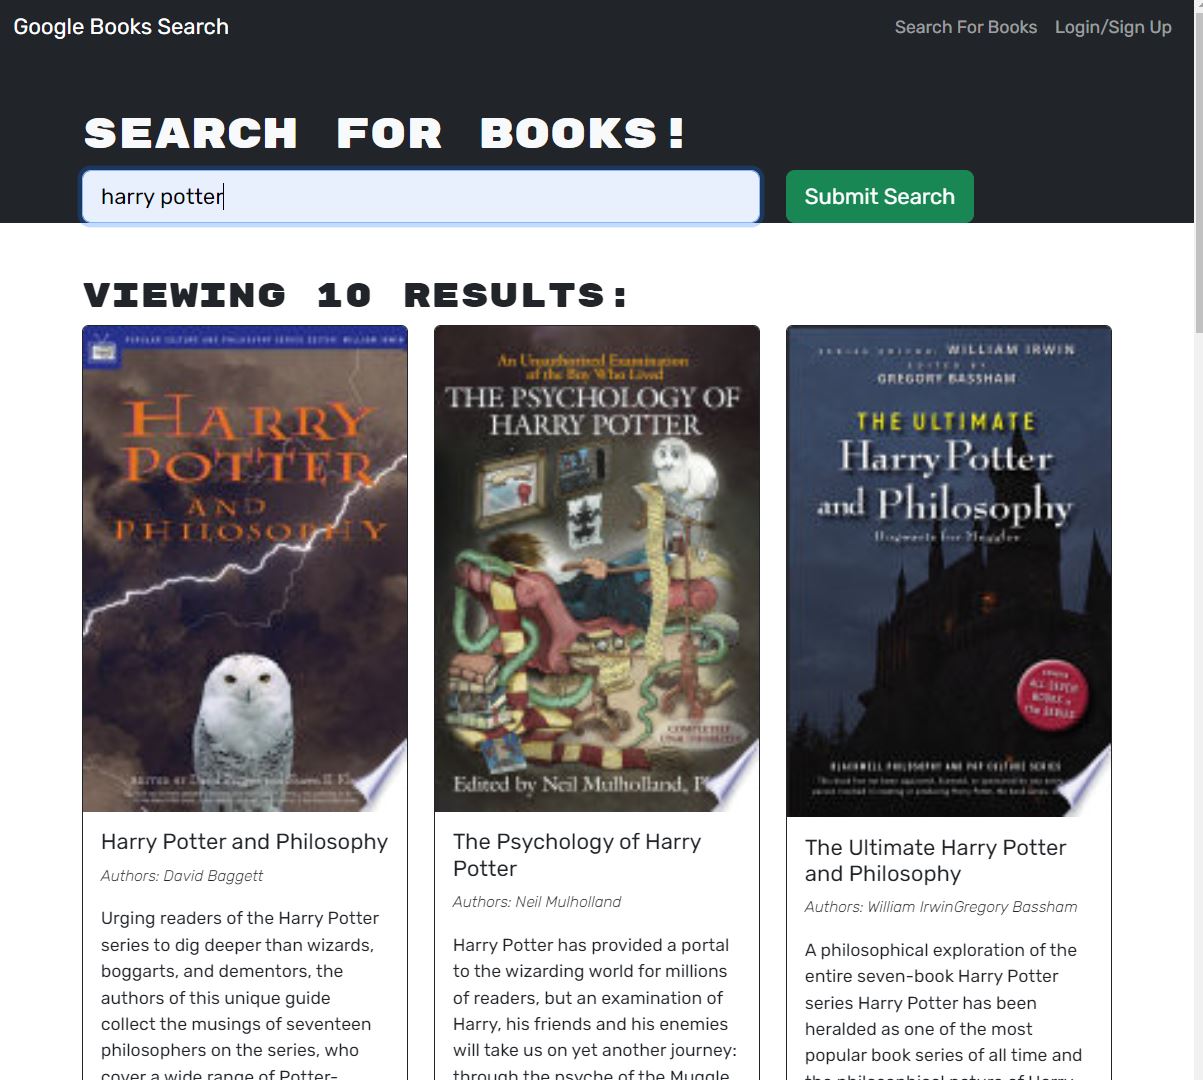 Google Books Search
Search For Books
Login/Sign Up
SEARCH FOR BOOKS!
harry potter
Submit Search
VIEWING 10 RESULTS:
POPULAR CULTURE AND PHILOSOPHY SERIES EDITOR: WILLIAM IRWIN
HARRY
POTTER
AND
PHILOSOPHY
Harry Potter and Philosophy
Authors: David Baggett
Urging readers of the Harry Potter
series to dig deeper than wizards,
boggarts, and dementors, the
authors of this unique guide
collect the musings of seventeen
philosophers on the series, who
cover a wide range of Potter-
An Unauthorized Examination
of the Boy Who Lived
THE PSYCHOLOGY OF
HARRY POTTER
COMPLETELY
UNAUTHORIZED
Edited by Neil Mulholland, P
The Psychology of Harry
Potter
Authors: Neil Mulholland
Harry Potter has provided a portal
to the wizarding world for millions
of readers, but an examination of
Harry, his friends and his enemies
will take us on yet another journey:
through the psyche of the Muggle
SERIES EDITOR: WILLIAM IRWIN
EDITED BY
GREGORY BASSHAM
THE ULTIMATE
Harry Potter
and Philosophy
Hogwarts for Muggles
BLACKWELL PHILOSOPHY AND POP CULTURE SERIES
The Ultimate Harry Potter
and Philosophy
Authors: William IrwinGregory Bassham
A philosophical exploration of the
entire seven-book Harry Potter
series Harry Potter has been
heralded as one of the most
popular book series of all time and
the philosophical nature of Harry,